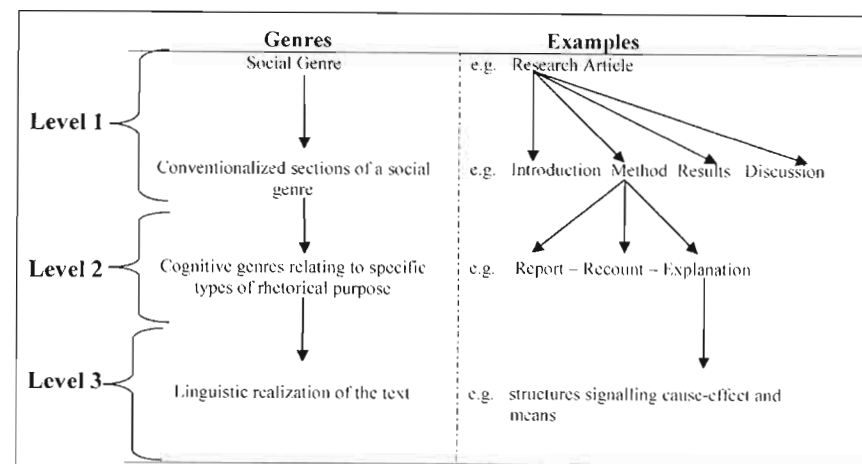 Genres Examples
Social Genre e.g. Research Article
Level 1
Conventionalized sections of a social genre e.g. Introduction Method Results Discussion
Level 2
Cognitive genres relating to specific types of rhetorical purpose e.g. Report – Recount – Explanation
Level 3
Linguistic realization of the text e.g. structures signalling cause-effect and means